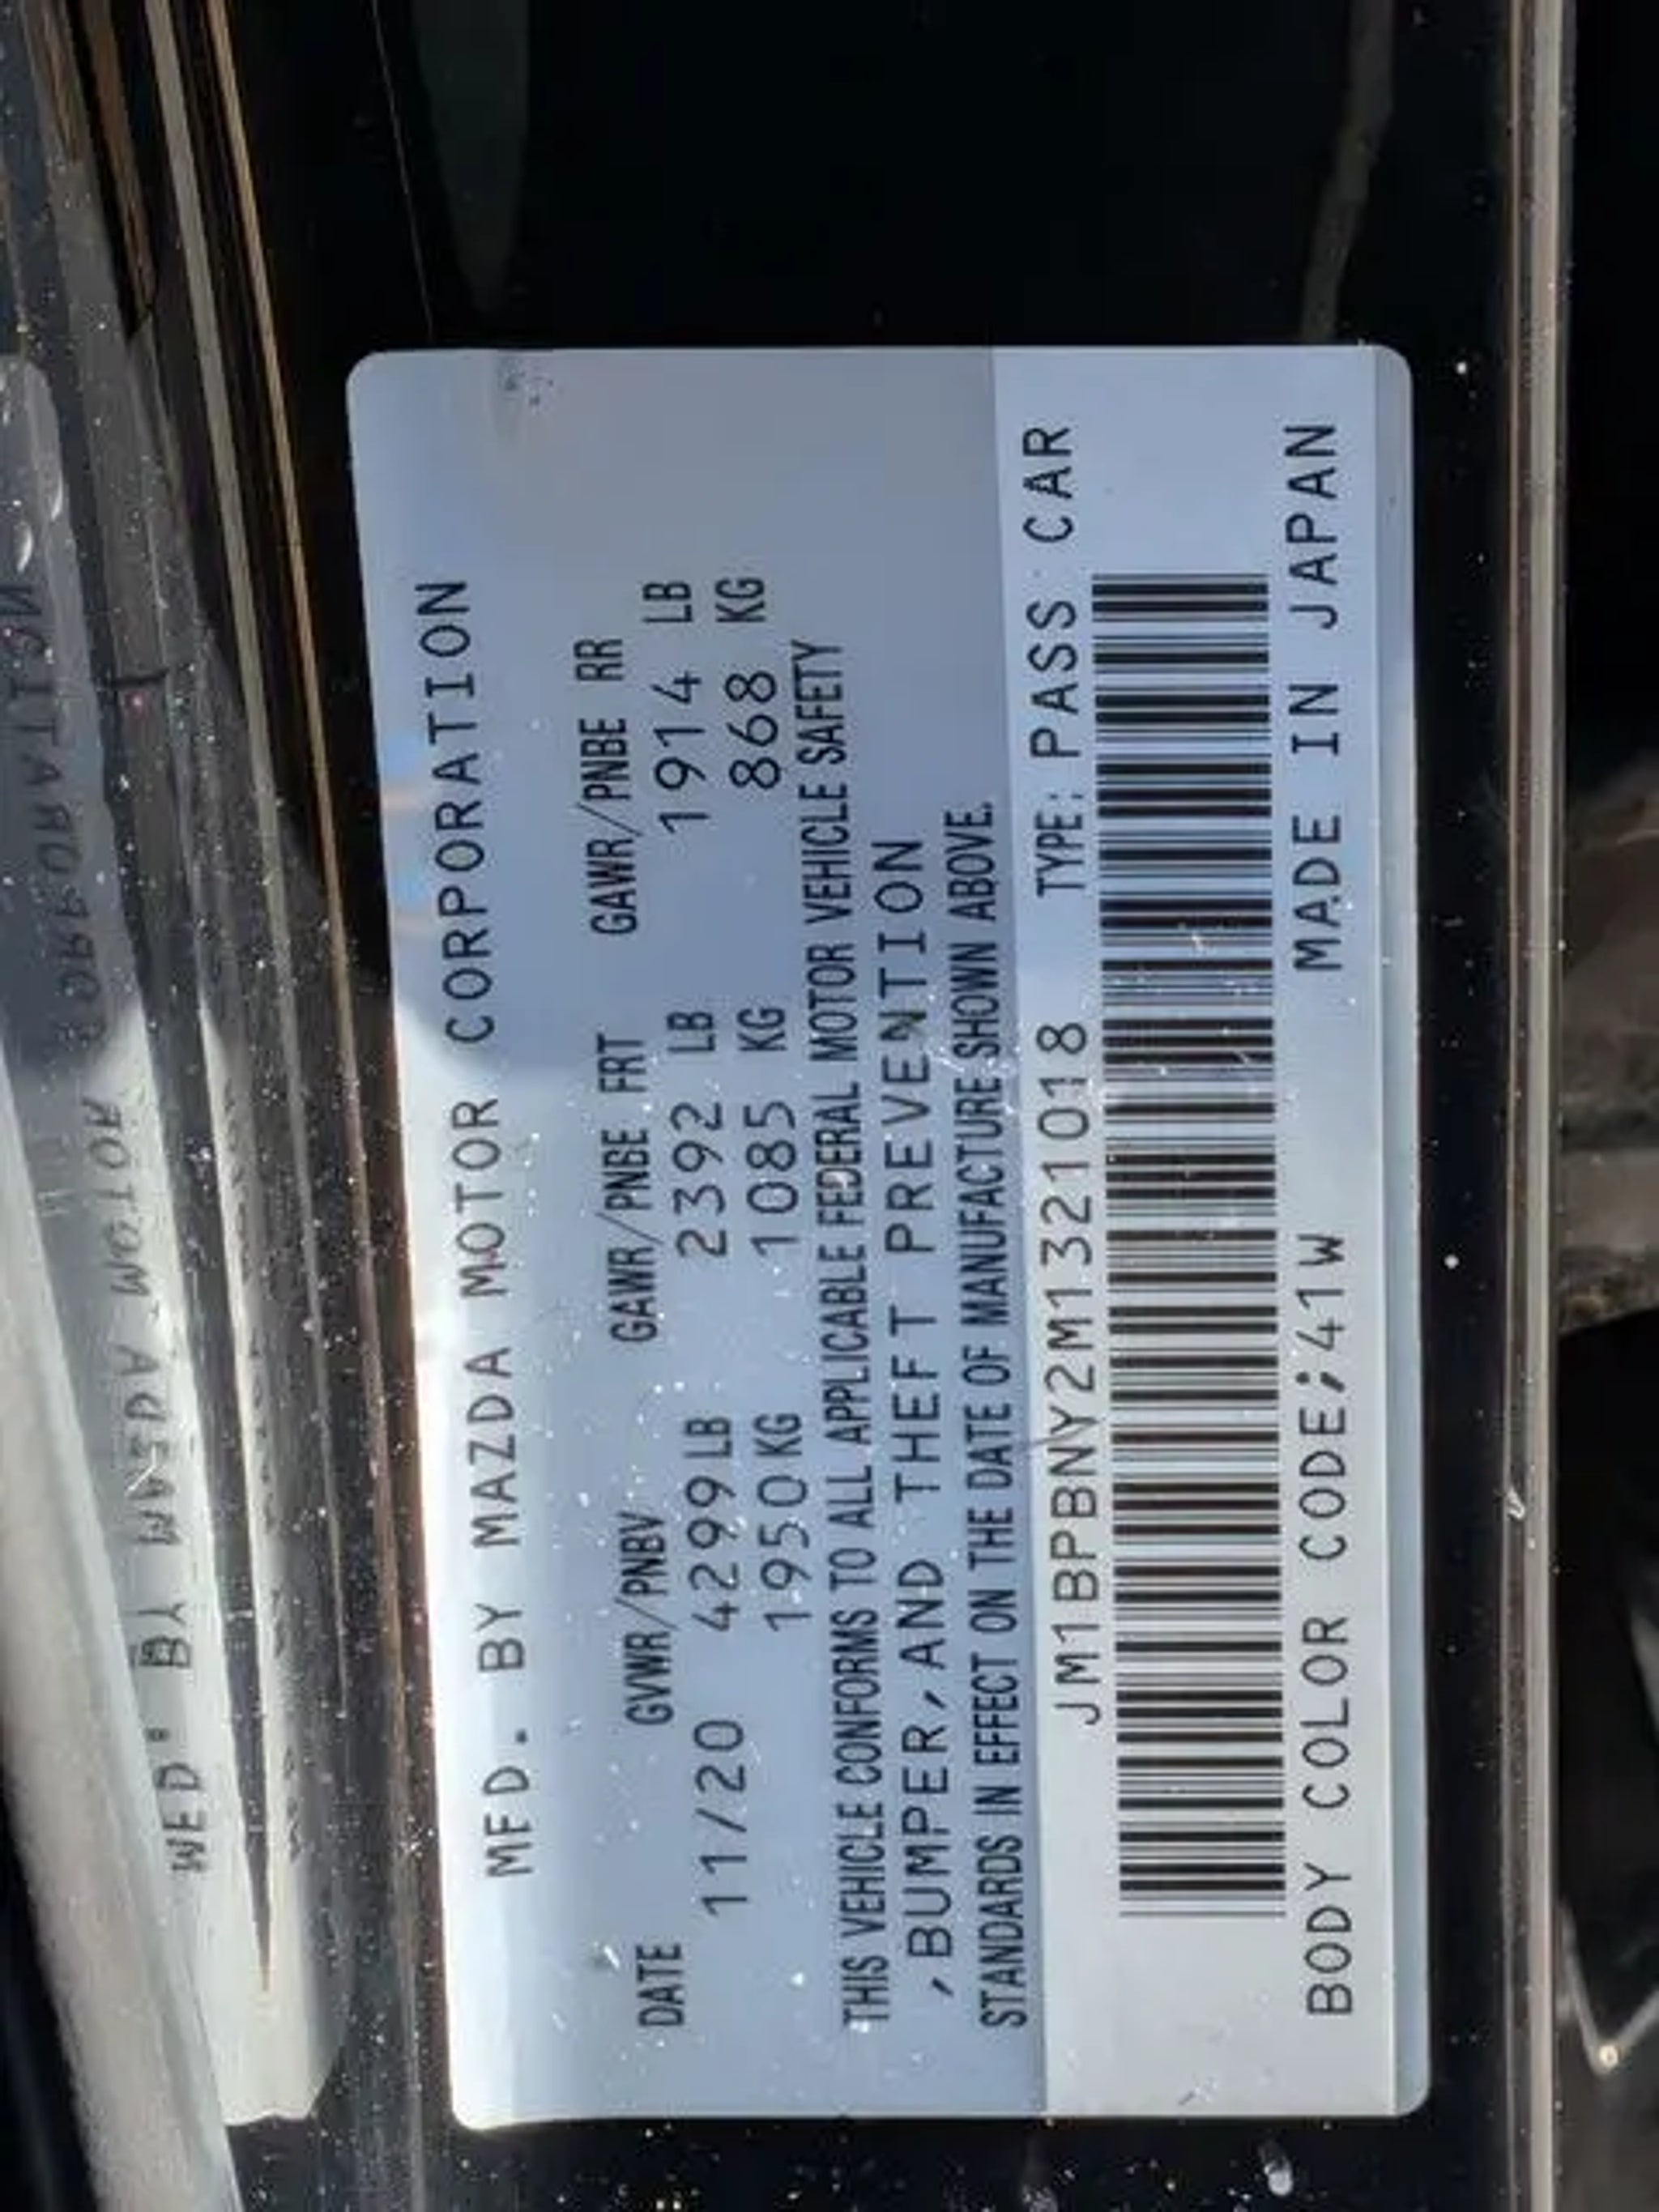 MFD. BY MAZDA MOTOR CORPORATION
DATE GVWR/PNBV GAWR/PNBE FRT GAWR/PNBE RR
11/20 4299 LB 2392 LB 1914 LB
1950 KG 1085 KG 868 KG
THIS VEHICLE CONFORMS TO ALL APPLICABLE FEDERAL MOTOR VEHICLE SAFETY
,BUMPER,AND THEFT PREVENTION
STANDARDS IN EFFECT ON THE DATE OF MANUFACTURE SHOWN ABOVE.
JM1BPBNY2M1321018 TYPE: PASS CAR
BODY COLOR CODE;41W MADE IN JAPAN